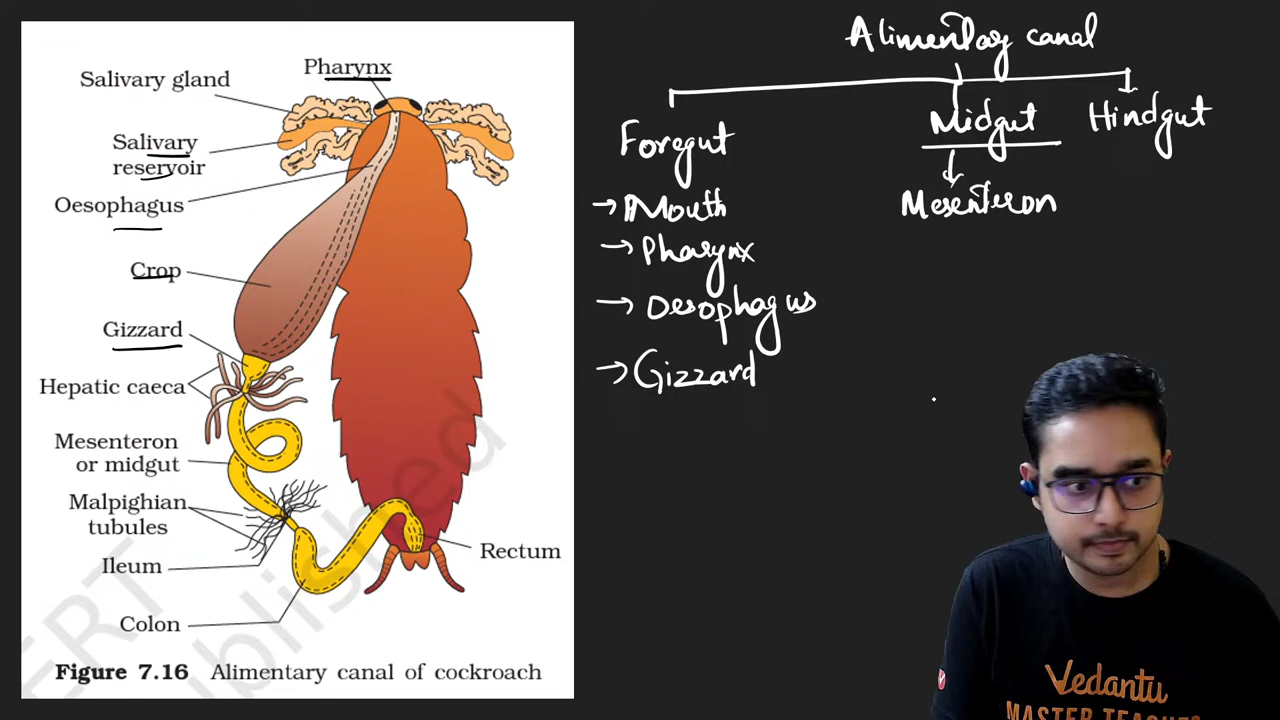 Pharynx
Salivary gland
Salivary
reservoir
Oesophagus
Crop
Gizzard
Hepatic caeca
Mesenteron
or midgut
Malpighian
tubules
Ileum
Rectum
Colon
Figure 7.16 Alimentary canal of cockroach
Alimentary canal
Foregut
Midgut
Hindgut
→ Mouth
Mesenteron
→ Pharynx
→ Oesophagus
→ Gizzard
Vedantu
MASTER TEACHER